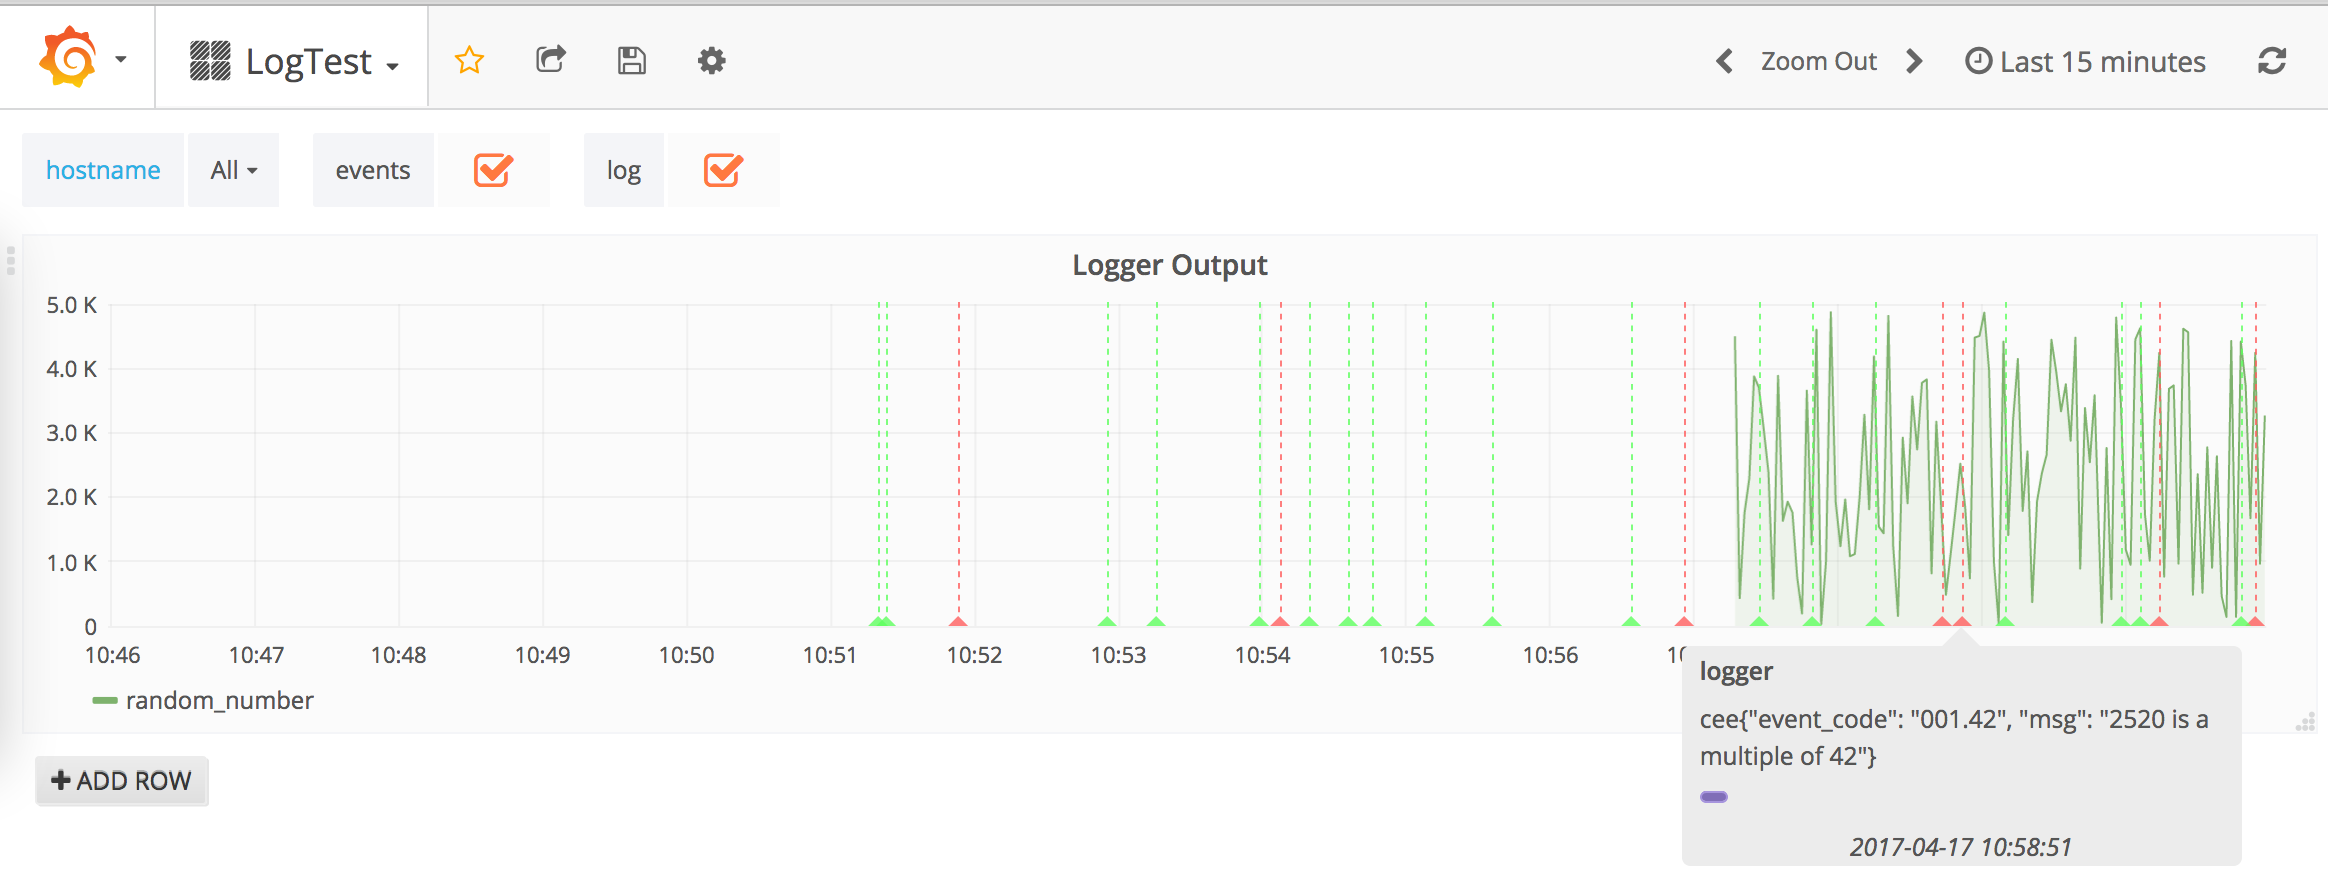 LogTest
Zoom Out
Last 15 minutes
hostname
All
events
log
Logger Output
5.0 K
4.0 K
3.0 K
2.0 K
1.0 K
0
10:46 10:47 10:48 10:49 10:50 10:51 10:52 10:53 10:54 10:55 10:56
random_number
logger
cee{"event_code": "001.42", "msg": "2520 is a
multiple of 42"}
2017-04-17 10:58:51
ADD ROW